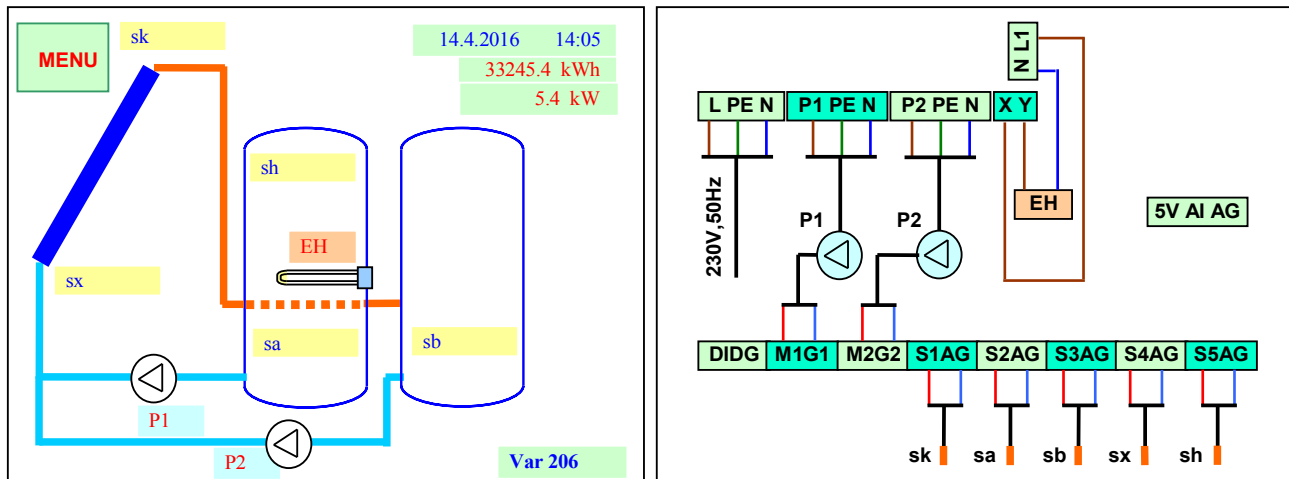 sk
MENU
14.4.2016 14:05
33245.4 kWh
5.4 kW
sh
EH
sx
sa
sb
P1
P2
Var 206
N L1
L PE N
P1 PE N
P2 PE N
X Y
230V,50Hz
P1
P2
EH
5V AI AG
DIDG
M1G1
M2G2
S1AG
S2AG
S3AG
S4AG
S5AG
sk
sa
sb
sx
sh